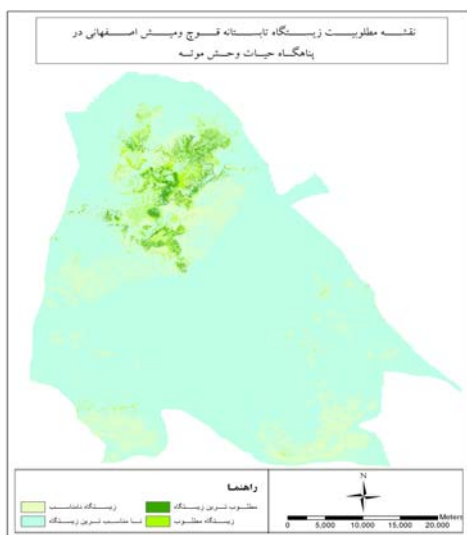 نقشه مطلوبیت زیستگاه تابستانه قوچ ومیش اصفهانی در
پناهگاه حیات وحش موته
راهنما
مطلوب ترین زیستگاه
زیستگاه نامناسب
زیستگاه مطلوب
نا مناسب ترین زیستگاه
N
Meters
0 5,000 10,000 15,000 20,000